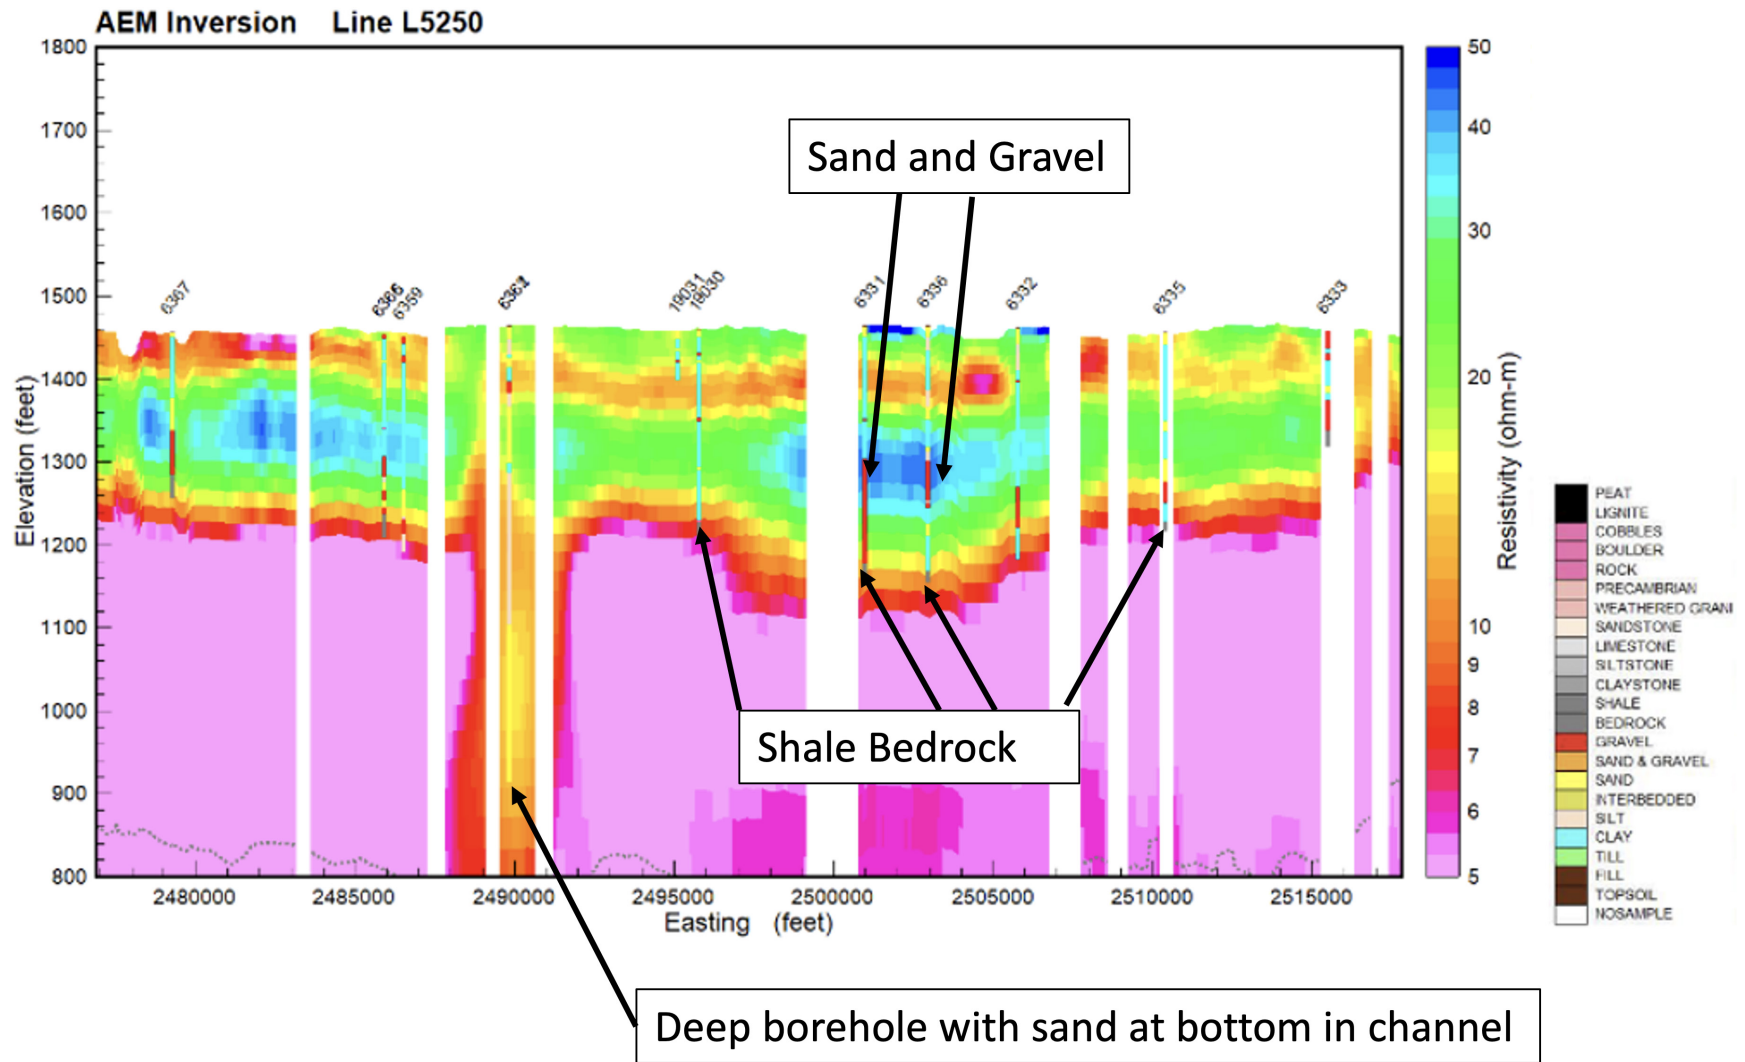 AEM Inversion Line L5250
1800
1700
1600
1500
1400
1300
1200
1100
1000
900
800
Elevation (feet)
Sand and Gravel
6367
6359
19031
19030
6331
6336
6332
6335
6333
Shale Bedrock
2480000 2485000 2490000 2495000 2500000 2505000 2510000 2515000
Easting (feet)
Deep borehole with sand at bottom in channel
50
40
30
20
10
9
8
7
6
5
Resistivity (ohm-m)
PEAT
LIGNITE
COBBLES
BOULDER
ROCK
PRECAMBRIAN
WEATHERED GRANI
SANDSTONE
LIMESTONE
SILTSTONE
CLAYSTONE
SHALE
BEDROCK
GRAVEL
SAND & GRAVEL
SAND
INTERBEDDED
SILT
CLAY
TILL
FILL
TOPSOIL
NOSAMPLE